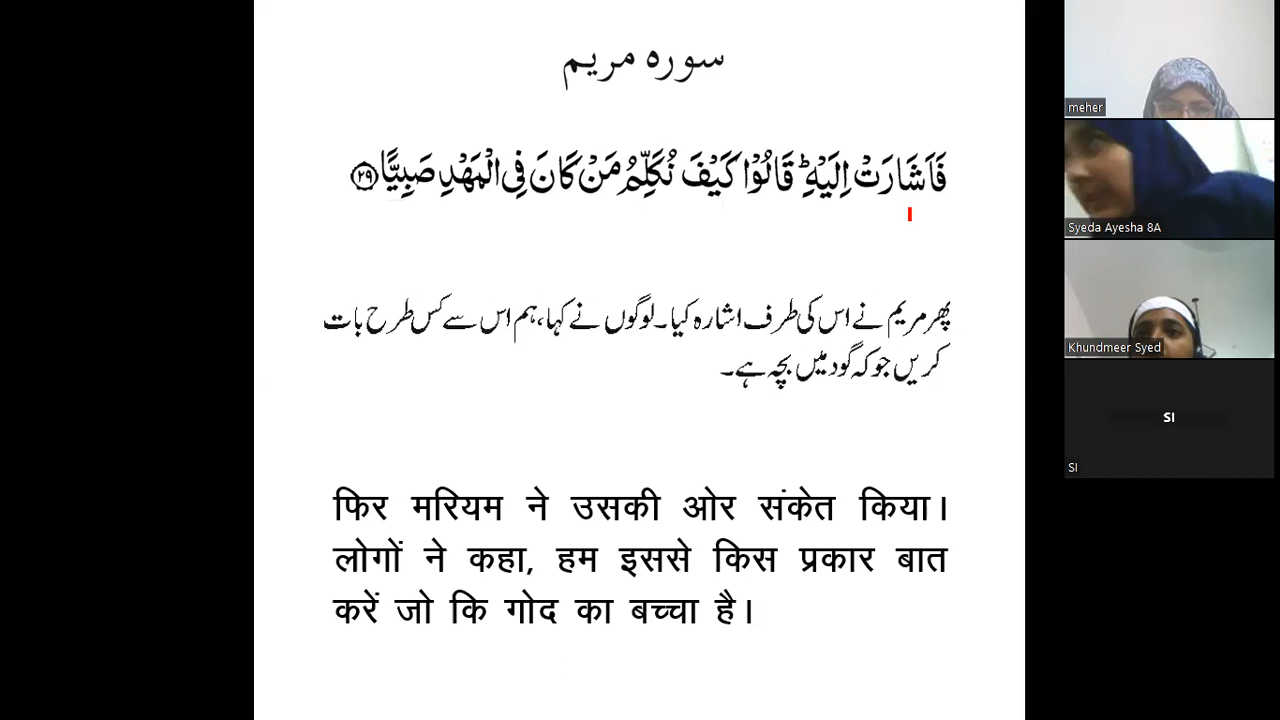 سورہ مریم
فَاَشَارَتْ اِلَيْهِ ؕ قَالُوْا كَيْفَ نُكَلِّمُ مَنْ كَانَ فِى الْمَهْدِ صَبِيًّا ﴿۲۹﴾
پھر مریم نے اس کی طرف اشارہ کیا۔ لوگوں نے کہا، ہم اس سے کس طرح بات
کریں جو کہ گود میں بچہ ہے۔
फिर मरियम ने उसकी ओर संकेत किया।
लोगों ने कहा, हम इससे किस प्रकार बात
करें जो कि गोद का बच्चा है।
meher
Syeda Ayesha 8A
Khundmeer Syed
SI
SI